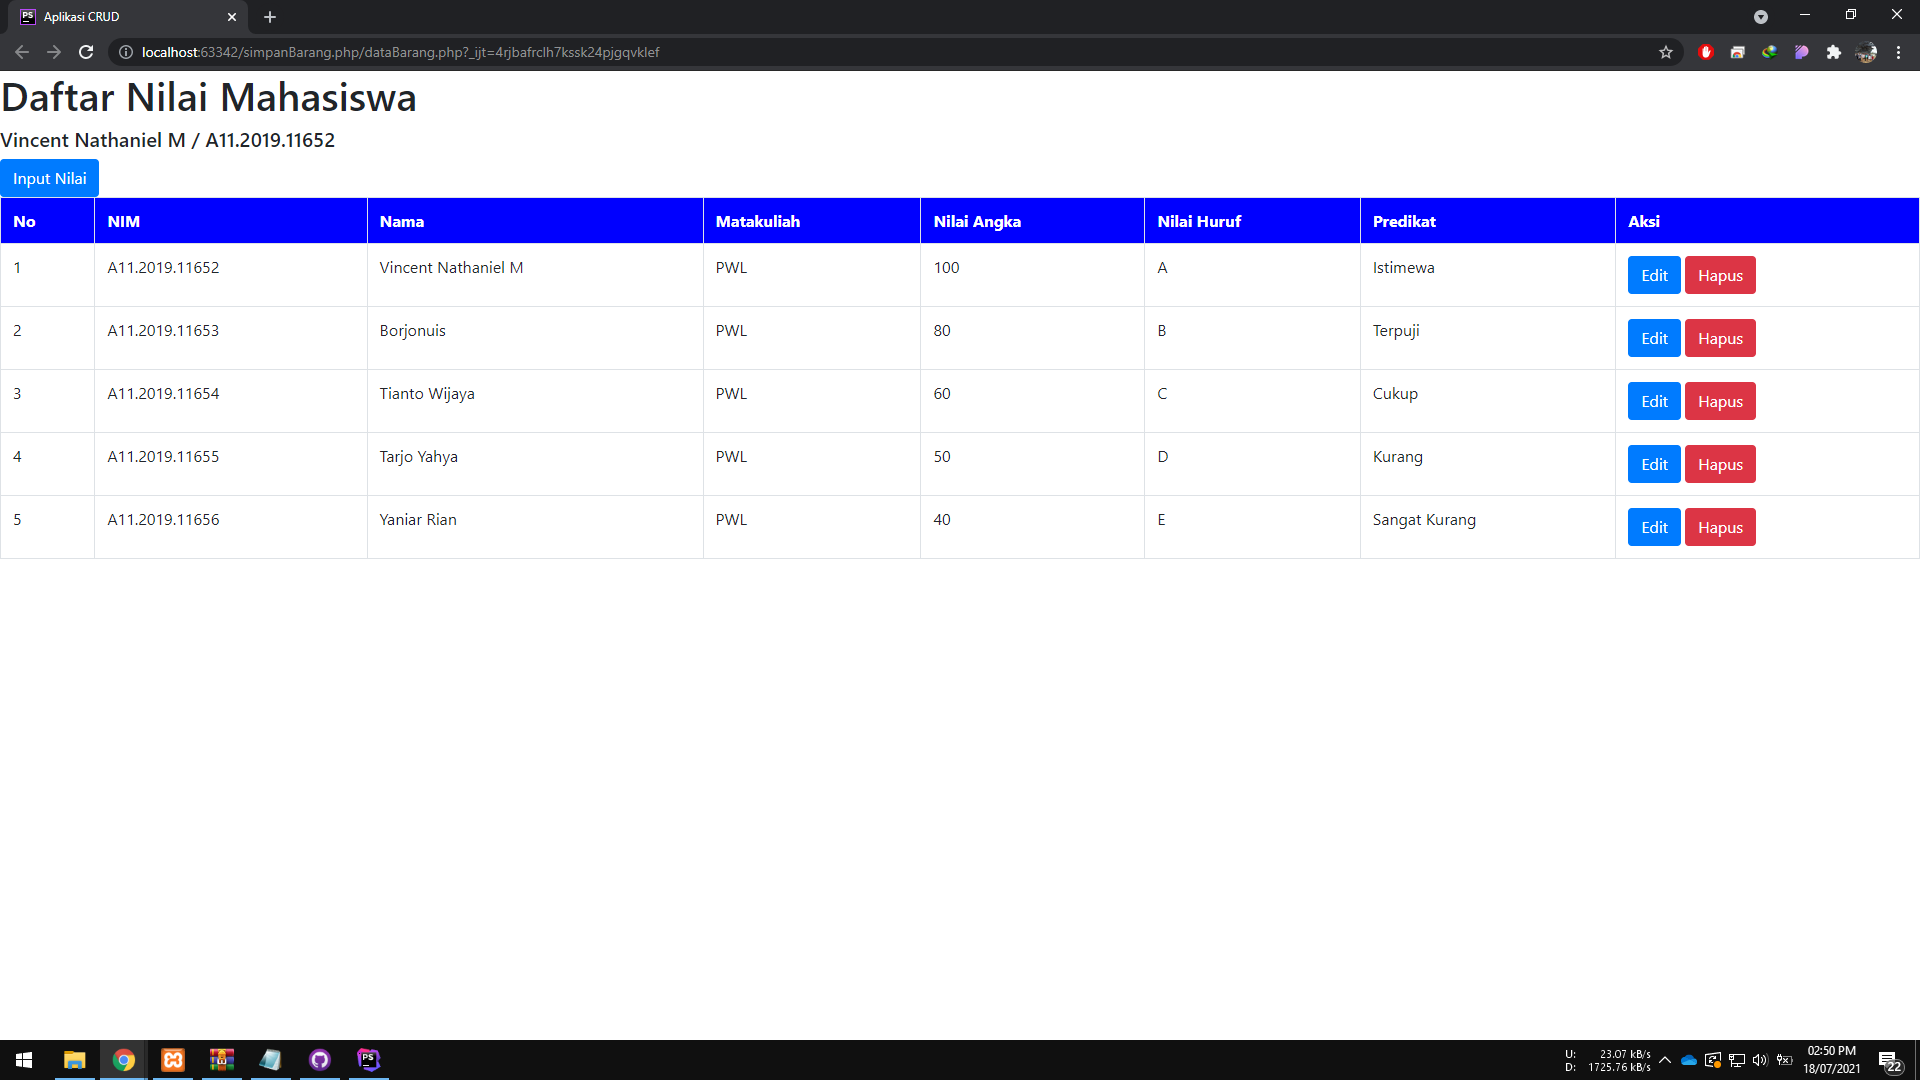 Aplikasi CRUD
localhost:63342/simpanBarang.php/dataBarang.php?_ijt=4rjbafrclh7kssk24pjgqvklef
Daftar Nilai Mahasiswa
Vincent Nathaniel M / A11.2019.11652
Input Nilai
No NIM Nama Matakuliah Nilai Angka Nilai Huruf Predikat Aksi
1 A11.2019.11652 Vincent Nathaniel M PWL 100 A Istimewa Edit Hapus
2 A11.2019.11653 Borjonuis PWL 80 B Terpuji Edit Hapus
3 A11.2019.11654 Tianto Wijaya PWL 60 C Cukup Edit Hapus
4 A11.2019.11655 Tarjo Yahya PWL 50 D Kurang Edit Hapus
5 A11.2019.11656 Yaniar Rian PWL 40 E Sangat Kurang Edit Hapus
PS
U: 23.07 kB/s 02:50 PM
D: 1725.76 kB/s 18/07/2021
22